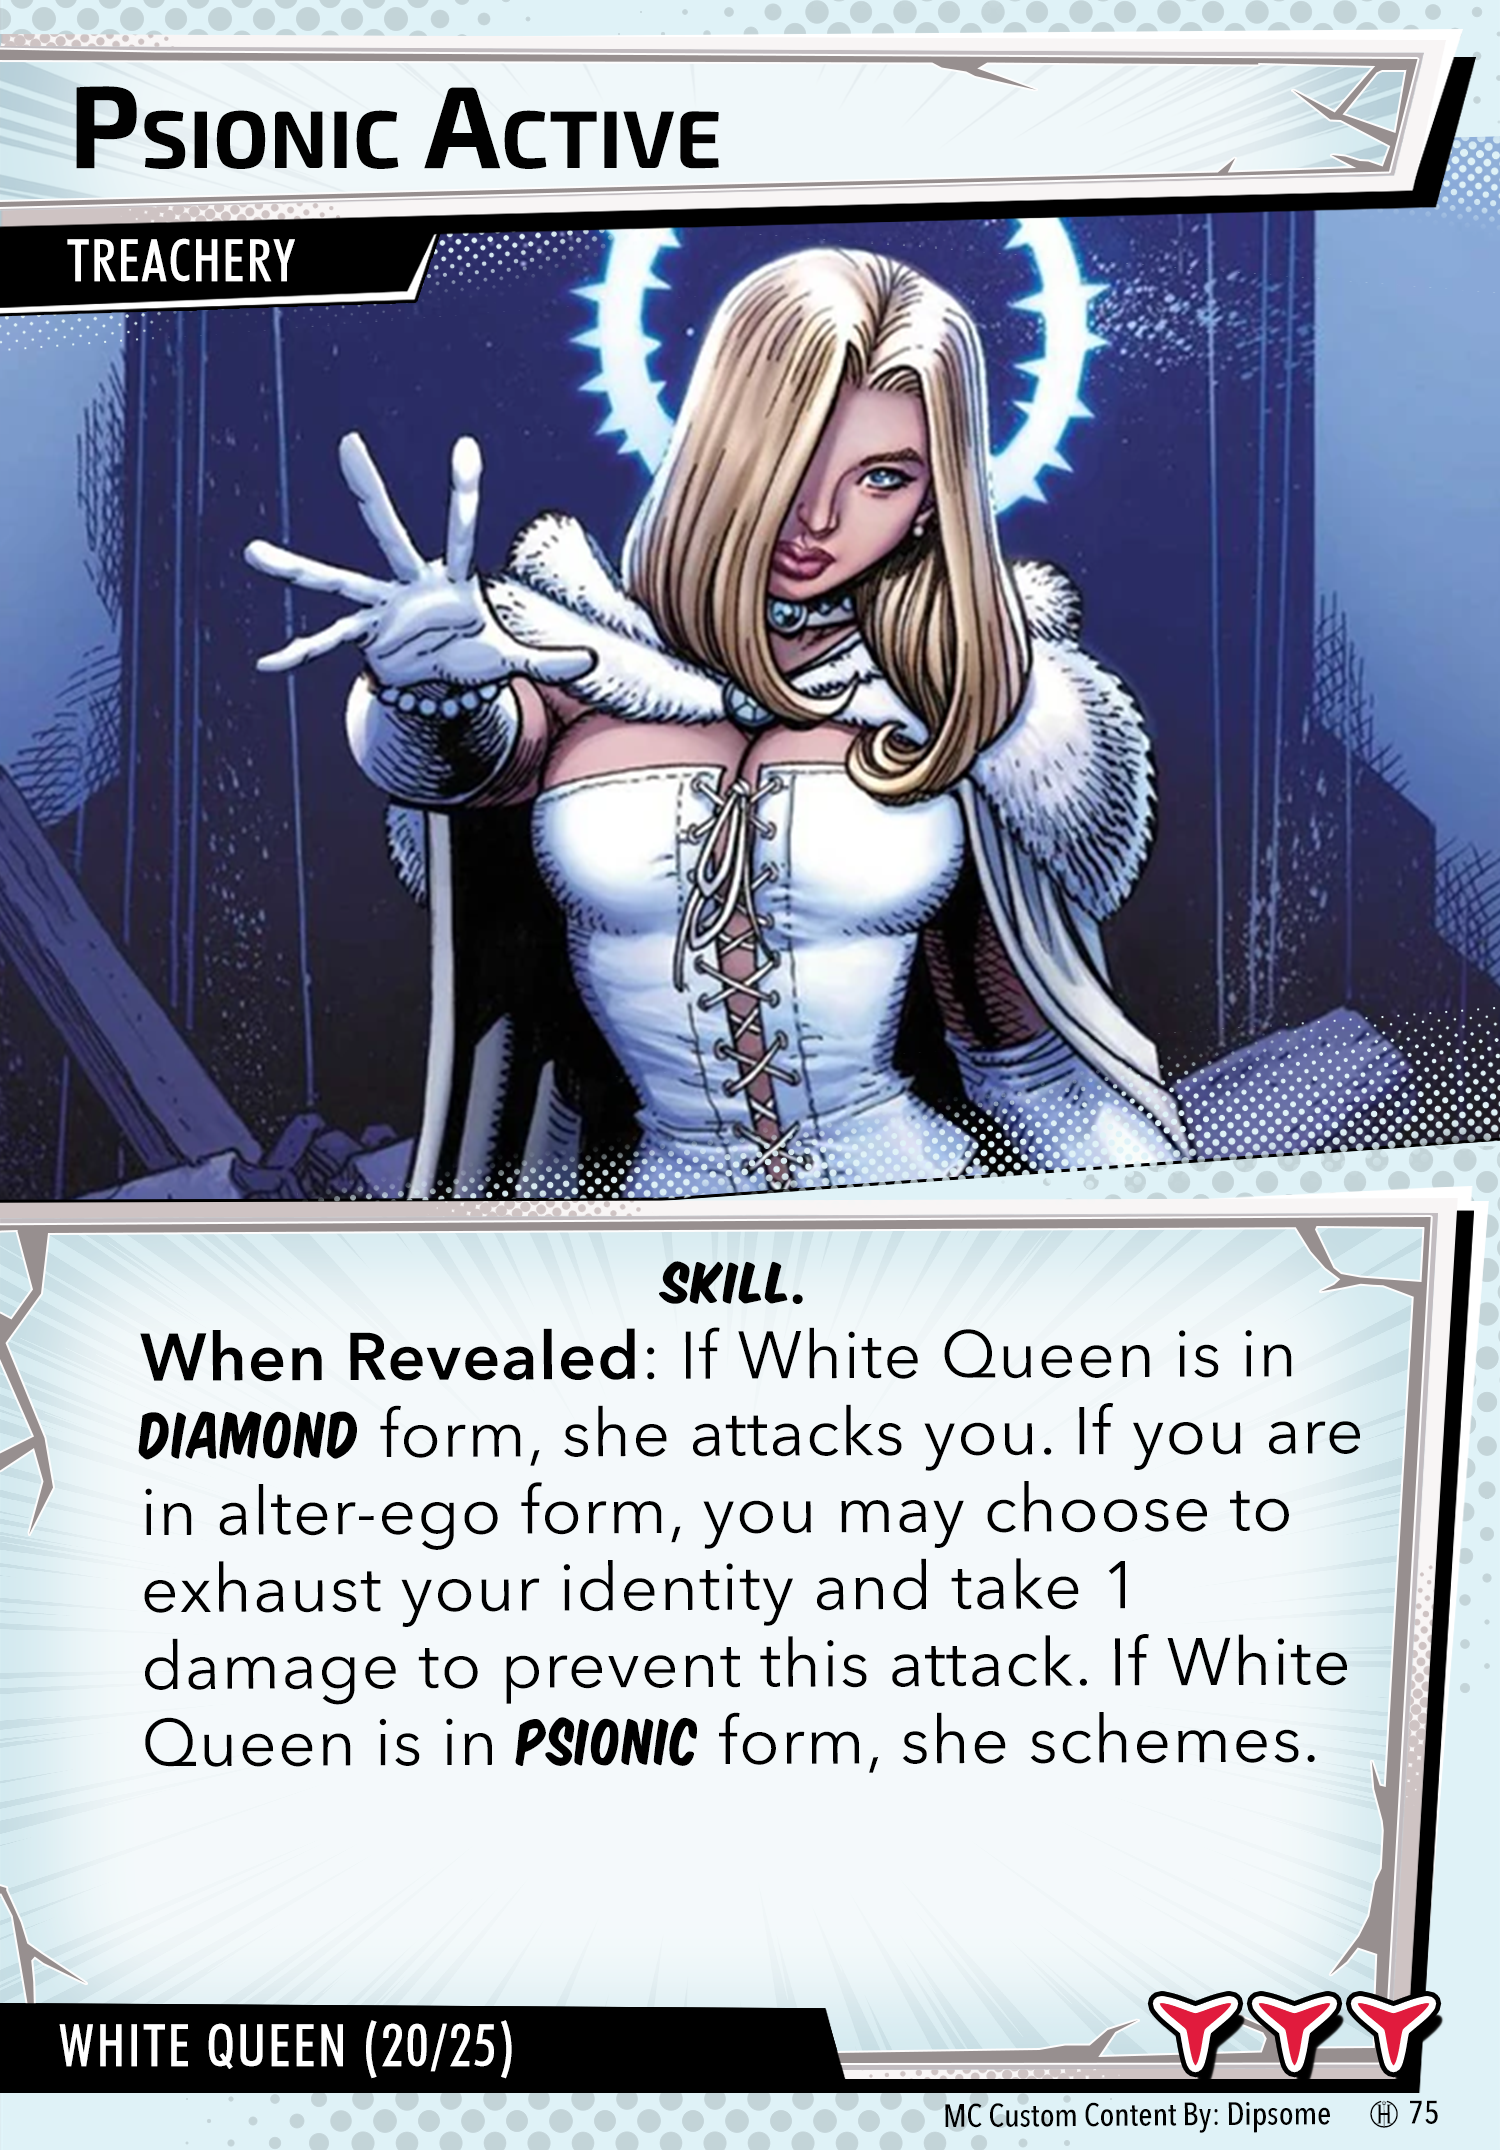 Psionic Active
TREACHERY
SKILL.
When Revealed: If White Queen is in
DIAMOND form, she attacks you. If you are
in alter-ego form, you may choose to
exhaust your identity and take 1
damage to prevent this attack. If White
Queen is in PSIONIC form, she schemes.
WHITE QUEEN (20/25)
MC Custom Content By: Dipsome H 75